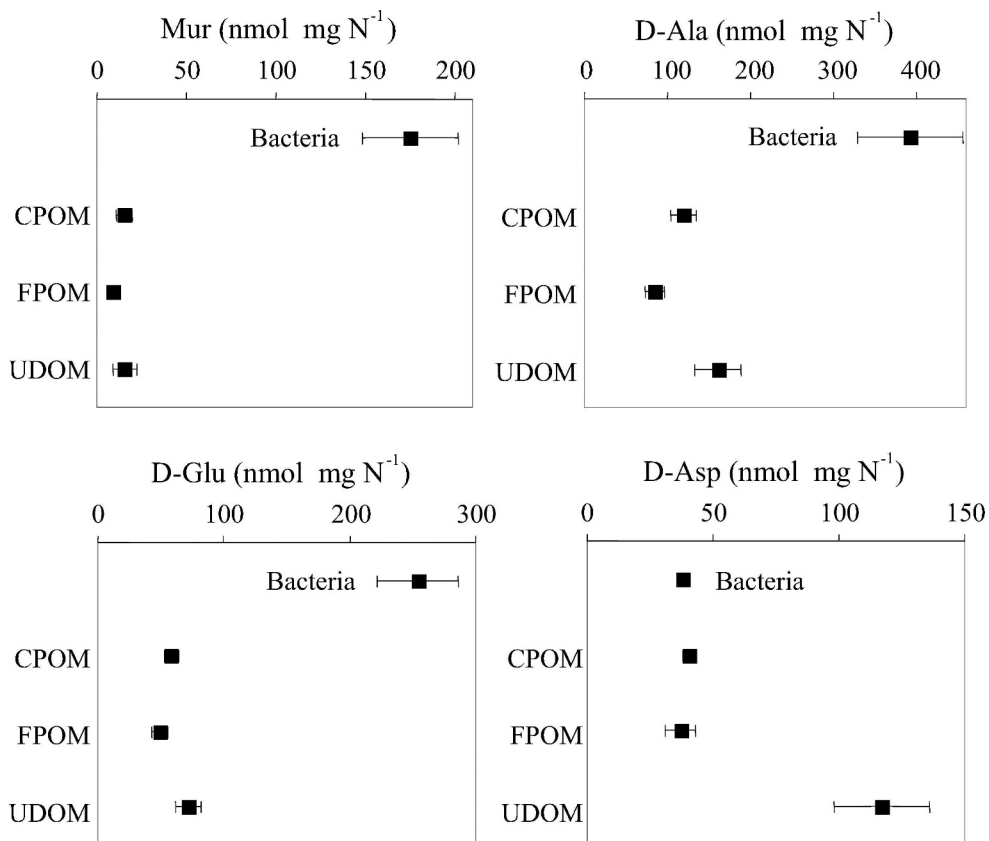 Mur (nmol mg N⁻¹)
0 50 100 150 200
Bacteria
CPOM
FPOM
UDOM
D-Ala (nmol mg N⁻¹)
0 100 200 300 400
Bacteria
CPOM
FPOM
UDOM
D-Glu (nmol mg N⁻¹)
0 100 200 300
Bacteria
CPOM
FPOM
UDOM
D-Asp (nmol mg N⁻¹)
0 50 100 150
Bacteria
CPOM
FPOM
UDOM